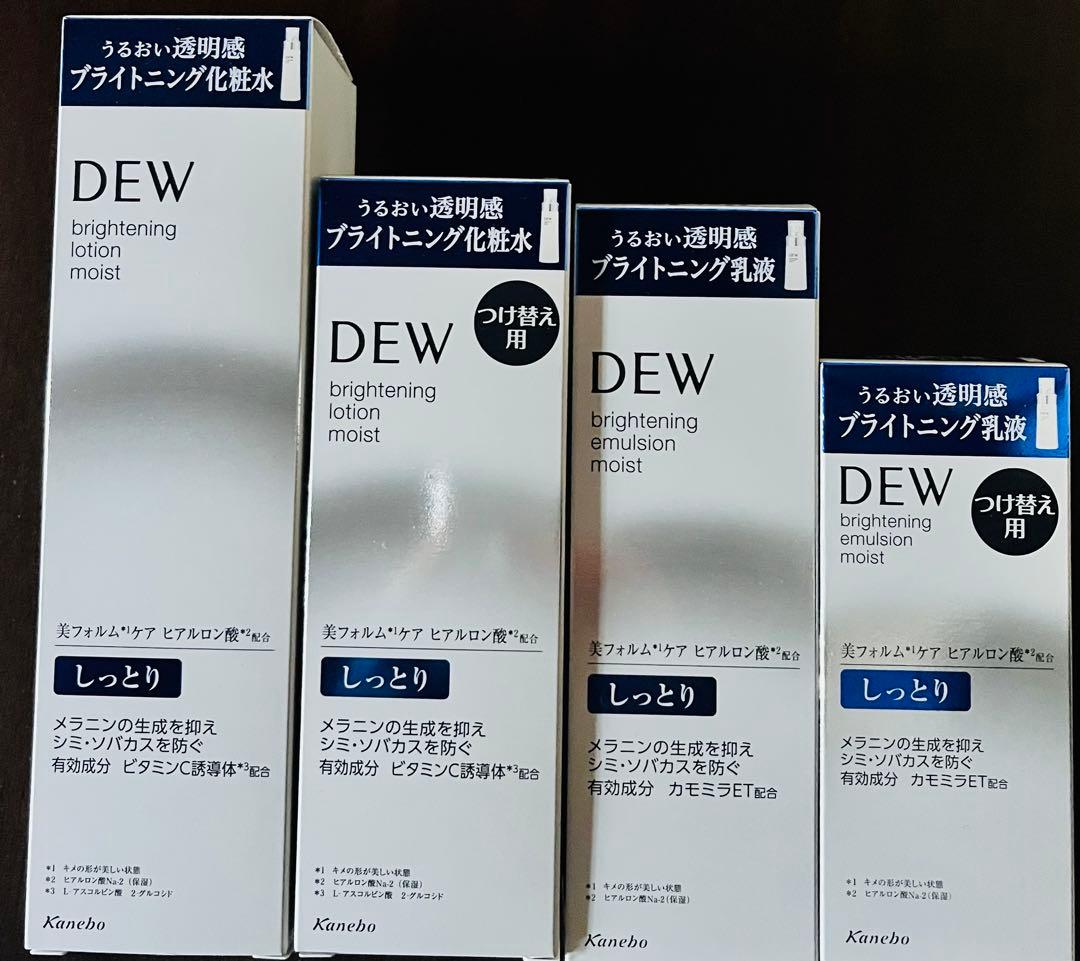 うるおい透明感
ブライトニング化粧水
DEW
brightening
lotion
moist
美フォルム*1ケア ヒアルロン酸*2配合
しっとり
メラニンの生成を抑え
シミ・ソバカスを防ぐ
有効成分 ビタミンC誘導体*3配合
*1 キメの形が美しい状態
*2 ヒアルロン酸Na-2（保湿）
*3 L-アスコルビン酸 2-グルコシド
Kanebo
うるおい透明感
ブライトニング化粧水
つけ替え
用
DEW
brightening
lotion
moist
美フォルム*1ケア ヒアルロン酸*2配合
しっとり
メラニンの生成を抑え
シミ・ソバカスを防ぐ
有効成分 ビタミンC誘導体*3配合
*1 キメの形が美しい状態
*2 ヒアルロン酸Na-2（保湿）
*3 L-アスコルビン酸 2-グルコシド
Kanebo
うるおい透明感
ブライトニング乳液
DEW
brightening
emulsion
moist
美フォルム*1ケア ヒアルロン酸*2配合
しっとり
メラニンの生成を抑え
シミ・ソバカスを防ぐ
有効成分 カモミラET配合
*1 キメの形が美しい状態
*2 ヒアルロン酸Na-2（保湿）
Kanebo
うるおい透明感
ブライトニング乳液
DEW
つけ替え
用
brightening
emulsion
moist
美フォルム*1ケア ヒアルロン酸*2配合
しっとり
メラニンの生成を抑え
シミ・ソバカスを防ぐ
有効成分 カモミラET配合
*1 キメの形が美しい状態
*2 ヒアルロン酸Na-2（保湿）
Kanebo